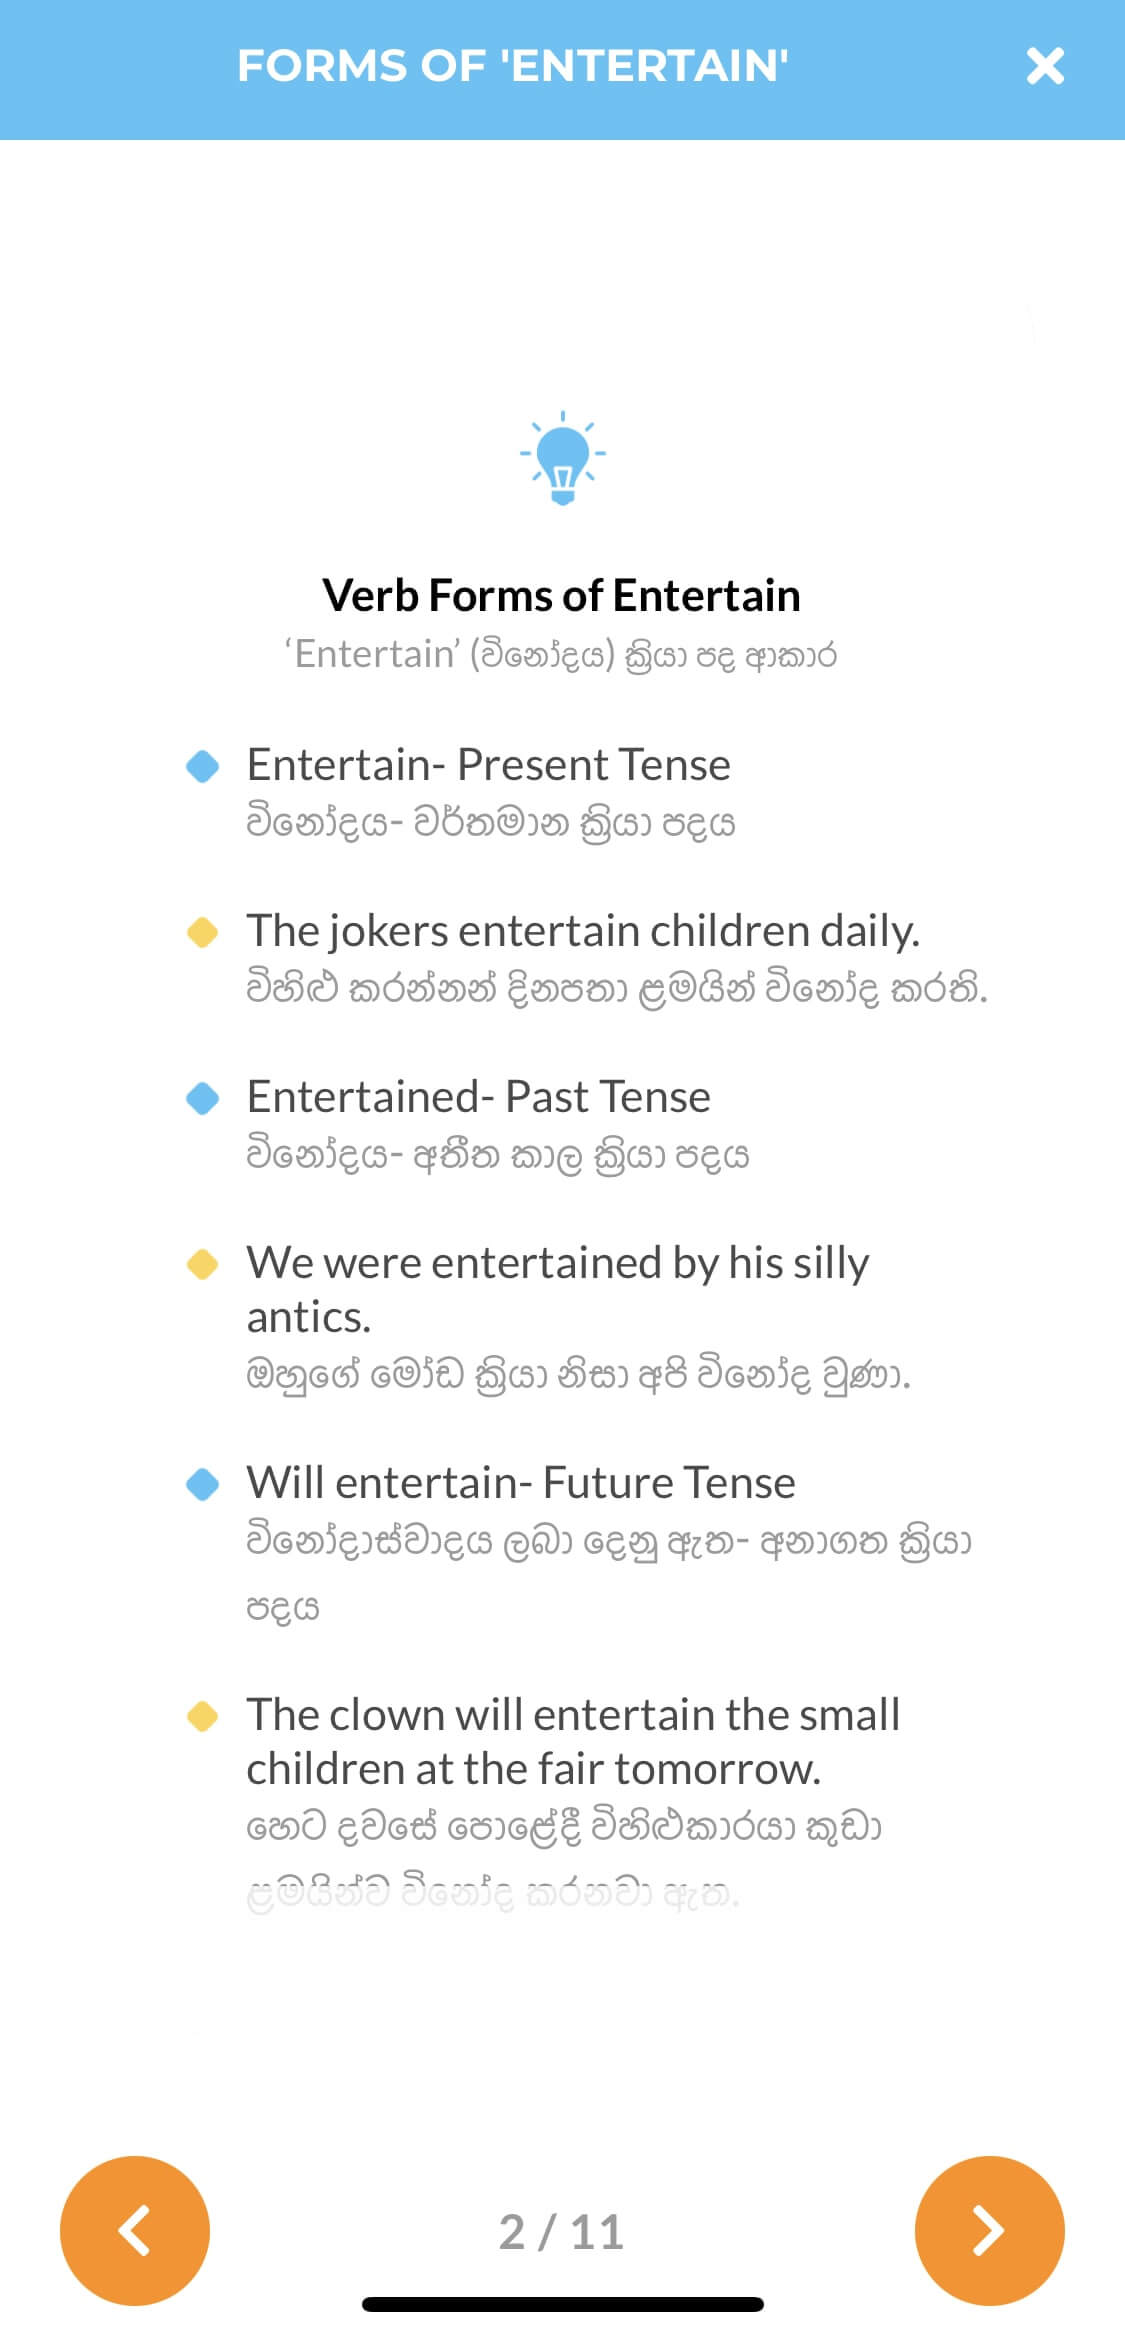 FORMS OF 'ENTERTAIN'
Verb Forms of Entertain
‘Entertain’ (විනෝදය) ක්‍රියා පද ආකාර
Entertain- Present Tense
විනෝදය- වර්තමාන ක්‍රියා පදය
The jokers entertain children daily.
විහිළු කරන්නන් දිනපතා ළමයින් විනෝද කරති.
Entertained- Past Tense
විනෝදය- අතීත කාල ක්‍රියා පදය
We were entertained by his silly
antics.
ඔහුගේ මෝඩ ක්‍රියා නිසා අපි විනෝද වුණා.
Will entertain- Future Tense
විනෝදාස්වාදය ලබා දෙනු ඇත- අනාගත ක්‍රියා
පදය
The clown will entertain the small
children at the fair tomorrow.
හෙට දවසේ පොළේදී විහිළුකාරයා කුඩා
ළමයින්ව විනෝද කරනවා ඇත.
2 / 11